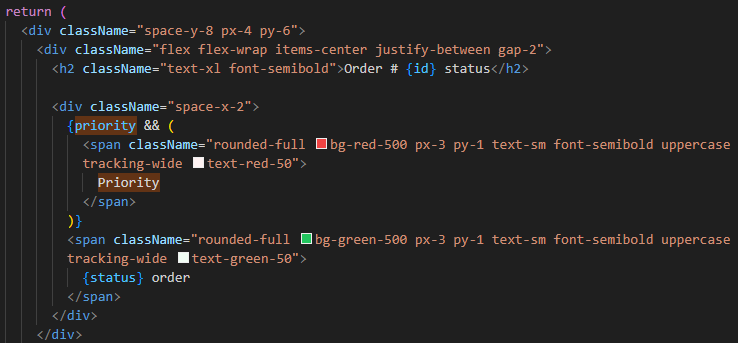 return (
<div className="space-y-8 px-4 py-6">
<div className="flex flex-wrap items-center justify-between gap-2">
<h2 className="text-xl font-semibold">Order # {id} status</h2>
<div className="space-x-2">
{priority && (
<span className="rounded-full bg-red-500 px-3 py-1 text-sm font-semibold uppercase
tracking-wide text-red-50">
Priority
</span>
)}
<span className="rounded-full bg-green-500 px-3 py-1 text-sm font-semibold uppercase
tracking-wide text-green-50">
{status} order
</span>
</div>
</div>